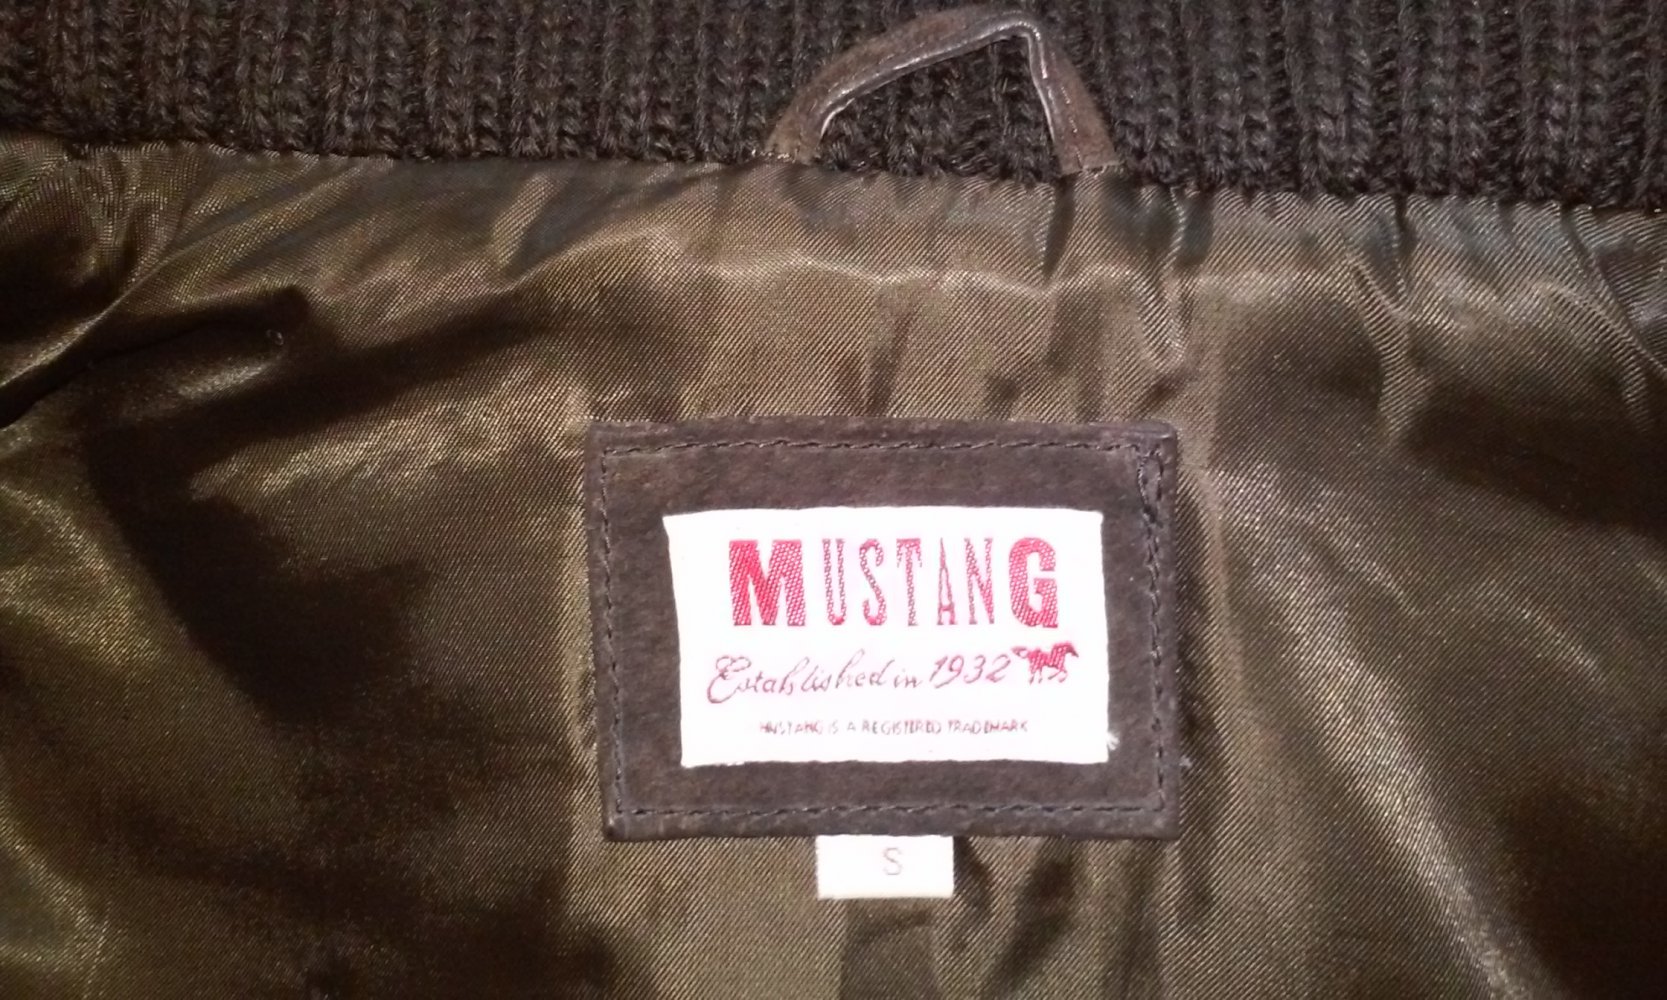 MUSTANG
Established in 1932
MUSTANG IS A REGISTERED TRADEMARK
S